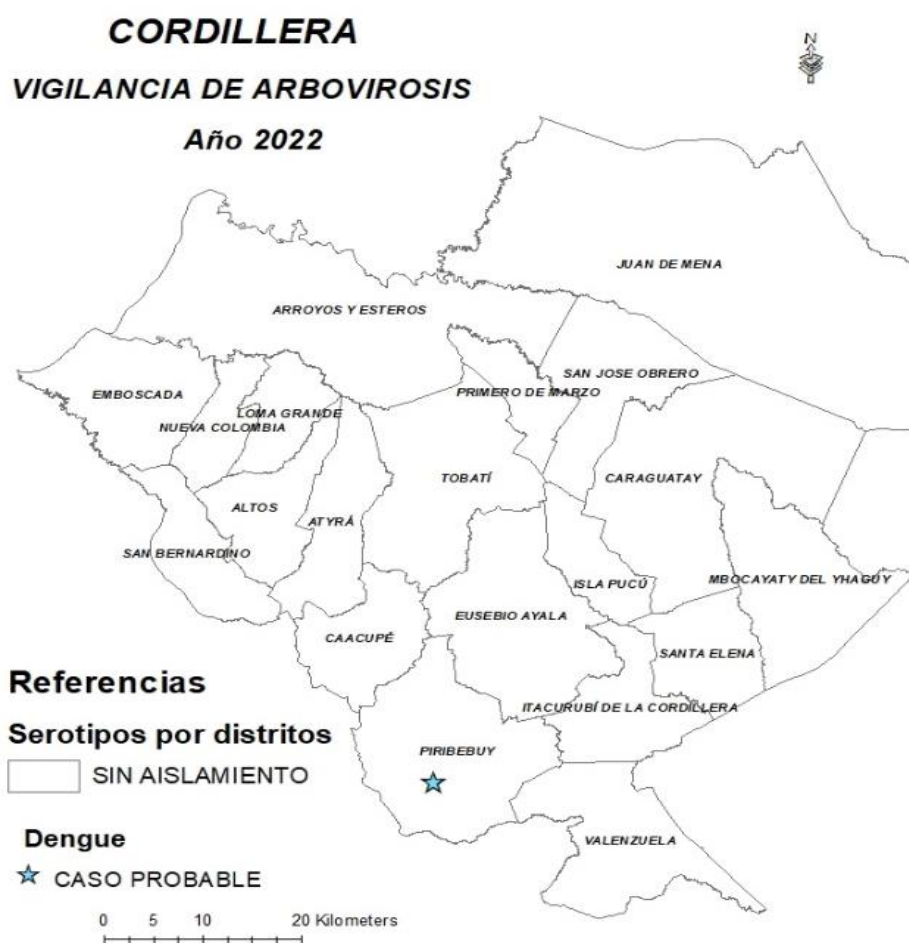 CORDILLERA
VIGILANCIA DE ARBOVIROSIS
Año 2022
N
JUAN DE MENA
ARROYOS Y ESTEROS
SAN JOSE OBRERO
EMBOSCADA
PRIMERO DE MARZO
LOMA GRANDE
NUEVA COLOMBIA
TOBATÍ
CARAGUATAY
ALTOS
ATYRÁ
SAN BERNARDINO
ISLA PUCÚ
MBOCAYATY DEL YHAGUY
EUSEBIO AYALA
CAACUPÉ
SANTA ELENA
ITACURUBÍ DE LA CORDILLERA
PIRIBEBUY
VALENZUELA
Referencias
Serotipos por distritos
SIN AISLAMIENTO
Dengue
CASO PROBABLE
0 5 10 20 Kilometers